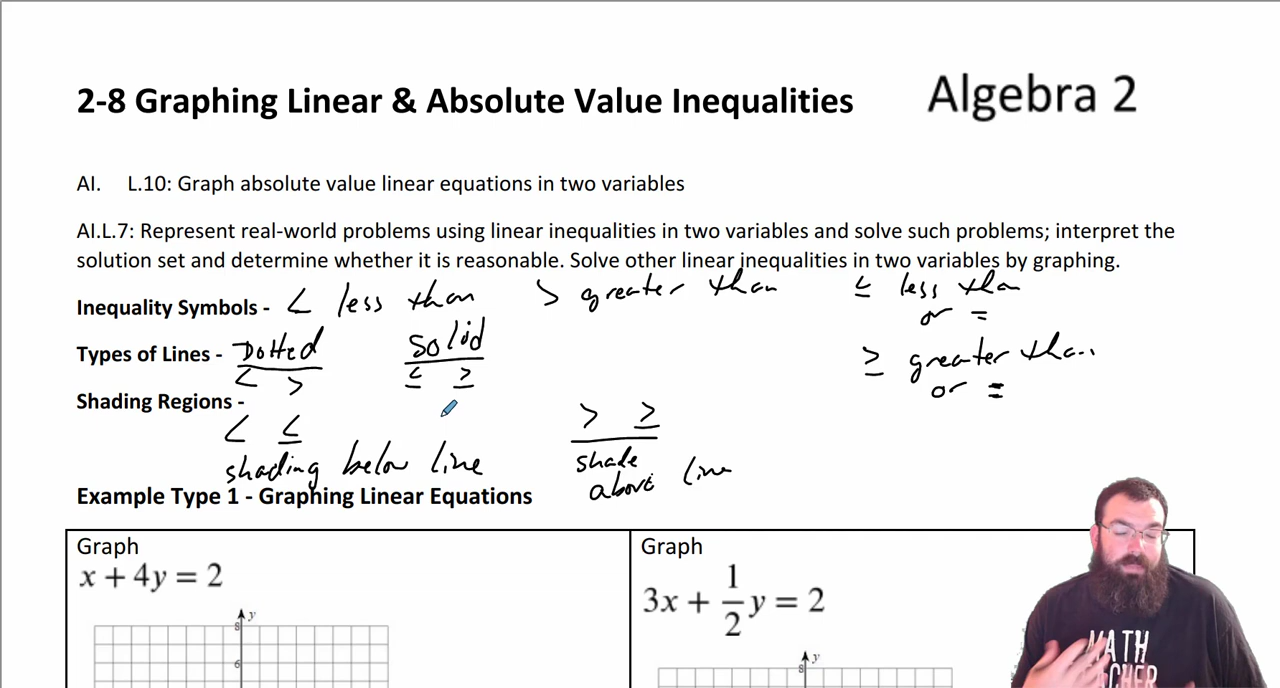 2-8 Graphing Linear & Absolute Value Inequalities
Algebra 2
AI. L.10: Graph absolute value linear equations in two variables
AI.L.7: Represent real-world problems using linear inequalities in two variables and solve such problems; interpret the
solution set and determine whether it is reasonable. Solve other linear inequalities in two variables by graphing.
Inequality Symbols - < less than > greater than ≤ less than
or =
≥ greater than
or =
Types of Lines - Dotted Solid
< > ≤ ≥
Shading Regions -
< ≤ > ≥
shading below line
shade
above line
Example Type 1 - Graphing Linear Equations
Graph
x + 4y = 2
y
8
6
Graph
3x + 1/2 y = 2
y
8
MATH